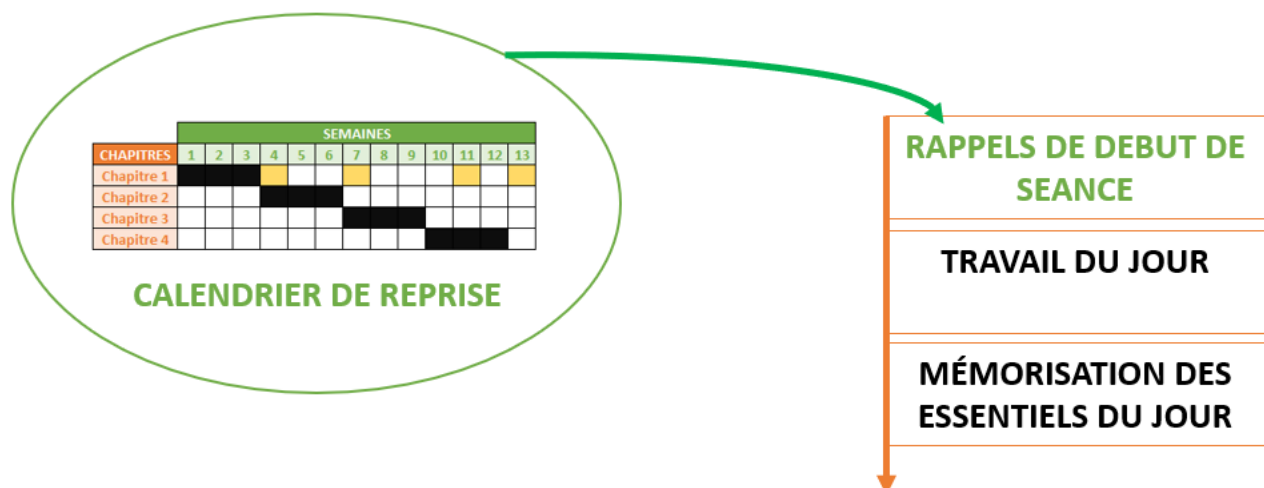 SEMAINES
CHAPITRES 1 2 3 4 5 6 7 8 9 10 11 12 13
Chapitre 1
Chapitre 2
Chapitre 3
Chapitre 4
CALENDRIER DE REPRISE
RAPPELS DE DEBUT DE
SEANCE
TRAVAIL DU JOUR
MÉMORISATION DES
ESSENTIELS DU JOUR